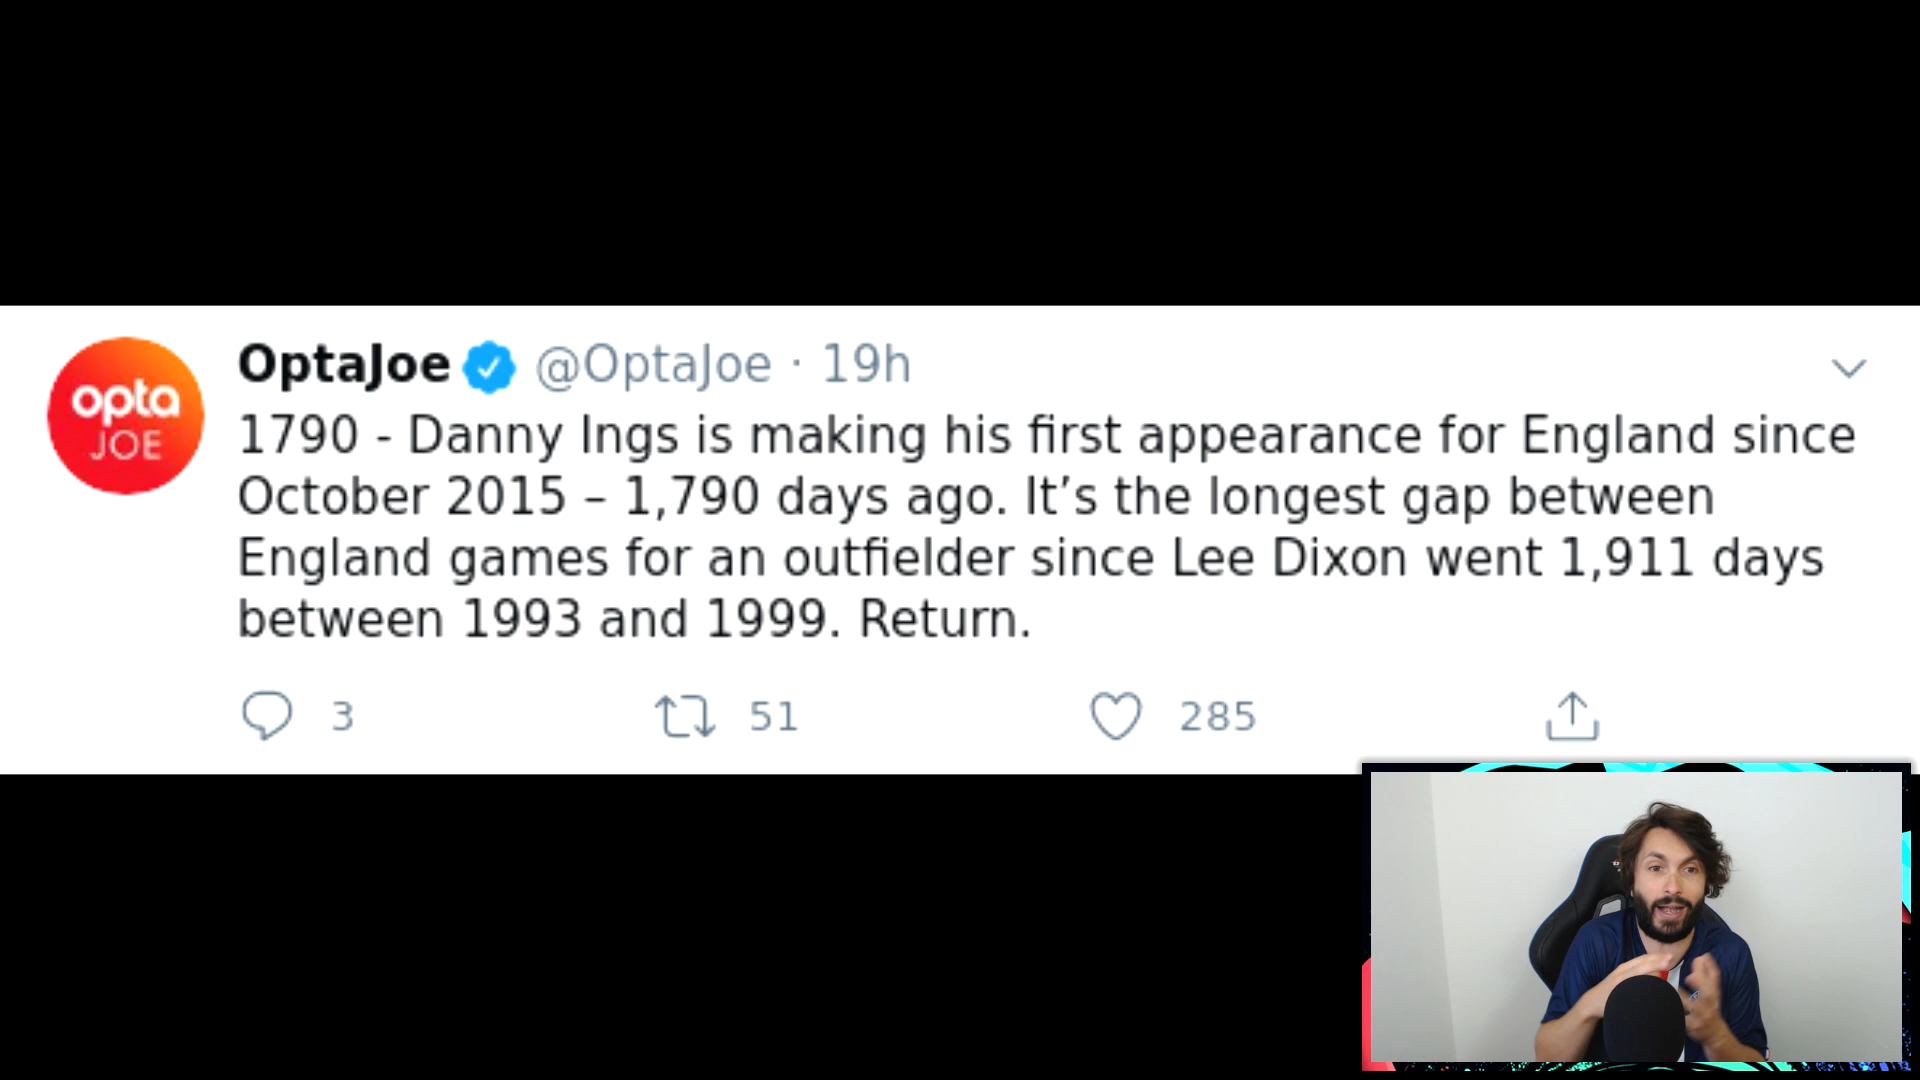 opta
JOE
OptaJoe @OptaJoe · 19h
1790 - Danny Ings is making his first appearance for England since
October 2015 – 1,790 days ago. It’s the longest gap between
England games for an outfielder since Lee Dixon went 1,911 days
between 1993 and 1999. Return.
3 51 285